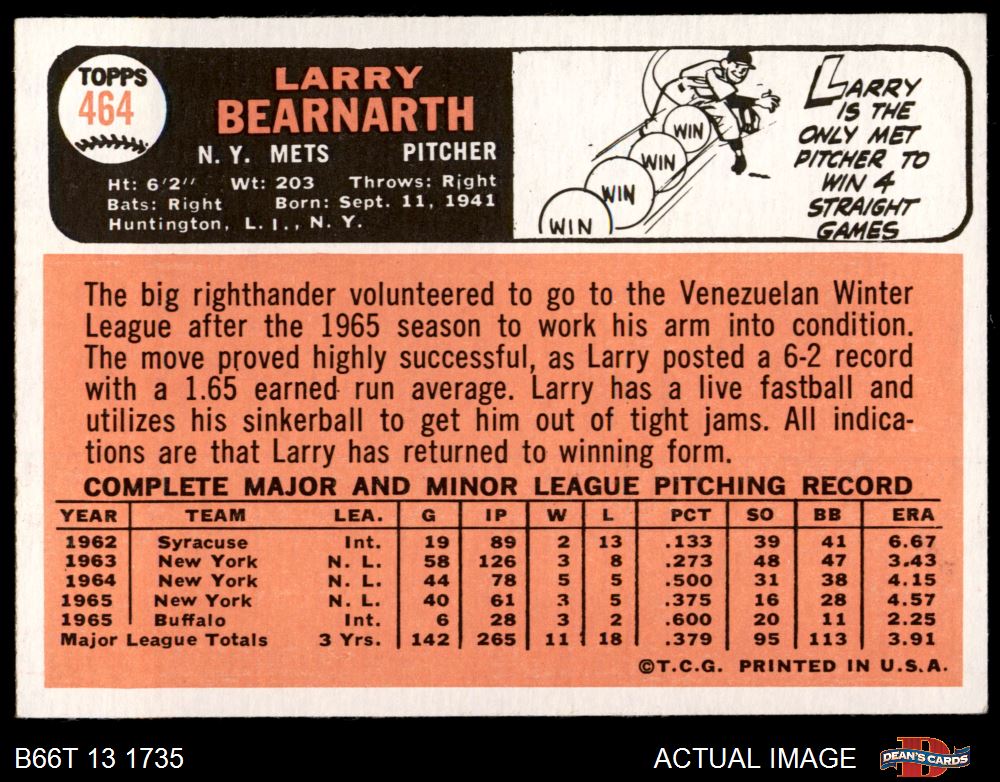 TOPPS
464
LARRY
BEARNARTH
N. Y. METS PITCHER
Ht: 6'2" Wt: 203 Throws: Right
Bats: Right Born: Sept. 11, 1941
Huntington, L. I., N. Y.
WIN
WIN
WIN
WIN
LARRY
IS THE
ONLY MET
PITCHER TO
WIN 4
STRAIGHT
GAMES
The big righthander volunteered to go to the Venezuelan Winter
League after the 1965 season to work his arm into condition.
The move proved highly successful, as Larry posted a 6-2 record
with a 1.65 earned run average. Larry has a live fastball and
utilizes his sinkerball to get him out of tight jams. All indica-
tions are that Larry has returned to winning form.
COMPLETE MAJOR AND MINOR LEAGUE PITCHING RECORD
YEAR TEAM LEA. G IP W L PCT SO BB ERA
1962 Syracuse Int. 19 89 2 13 .133 39 41 6.67
1963 New York N. L. 58 126 3 8 .273 48 47 3.43
1964 New York N. L. 44 78 5 5 .500 31 38 4.15
1965 New York N. L. 40 61 3 5 .375 16 28 4.57
1965 Buffalo Int. 6 28 3 2 .600 20 11 2.25
Major League Totals 3 Yrs. 142 265 11 18 .379 95 113 3.91
©T.C.G. PRINTED IN U.S.A.
B66T 13 1735 ACTUAL IMAGE DEAN'S CARDS